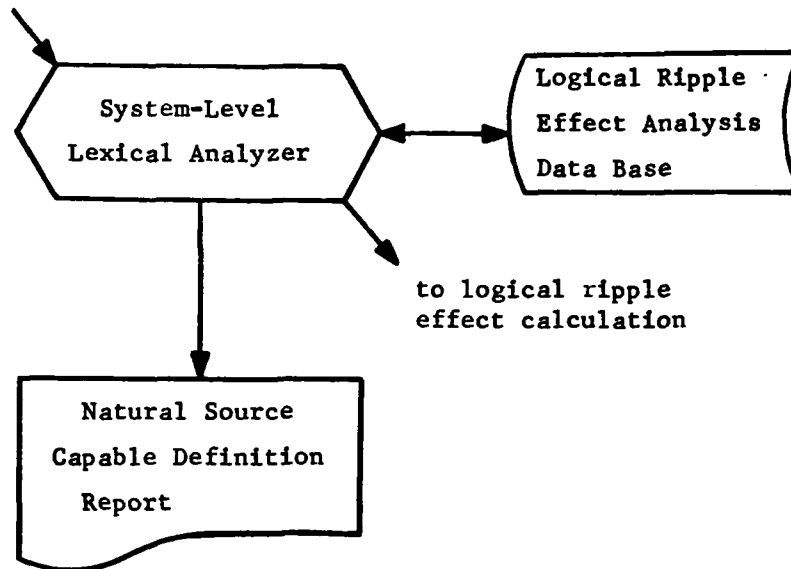 System-Level
Lexical Analyzer
Logical Ripple
Effect Analysis
Data Base
to logical ripple
effect calculation
Natural Source
Capable Definition
Report